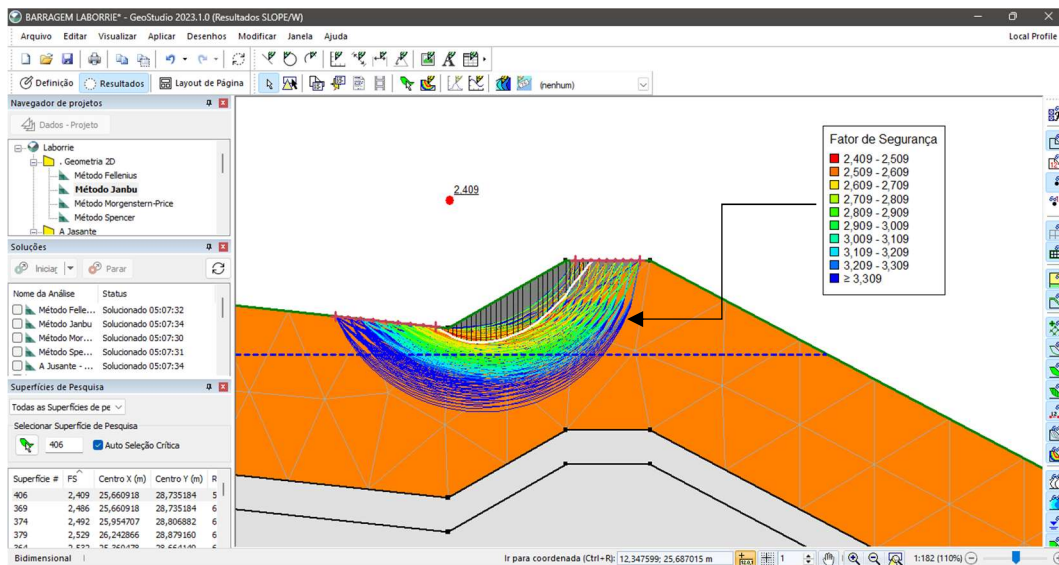 BARRAGEM LABORRIE* - GeoStudio 2023.1.0 (Resultados SLOPE/W)
Arquivo Editar Visualizar Aplicar Desenhos Modificar Janela Ajuda
Local Profile
Definição Resultados Layout de Página
(nenhum)
Navegador de projetos
Dados - Projeto
Laborrie
. Geometria 2D
Método Fellenius
Método Janbu
Método Morgenstern-Price
Método Spencer
A Jasante
Soluções
Iniciar Parar
Nome da Análise Status
Método Felle... Solucionado 05:07:32
Método Janbu Solucionado 05:07:34
Método Mor... Solucionado 05:07:30
Método Spe... Solucionado 05:07:31
A Jusante - ... Solucionado 05:07:34
Superfícies de Pesquisa
Todas as Superfícies de pe
Selecionar Superfície de Pesquisa
406 Auto Seleção Crítica
Superfície # FS Centro X (m) Centro Y (m) R
406 2,409 25,660918 28,735184 5
369 2,486 25,660918 28,735184 6
374 2,492 25,954707 28,806882 6
379 2,529 26,242866 28,879160 6
2,409
Fator de Segurança
2,409 - 2,509
2,509 - 2,609
2,609 - 2,709
2,709 - 2,809
2,809 - 2,909
2,909 - 3,009
3,009 - 3,109
3,109 - 3,209
3,209 - 3,309
≥ 3,309
Bidimensional
Ir para coordenada (Ctrl+R): 12,347599; 25,687015 m
1
1:182 (110%)